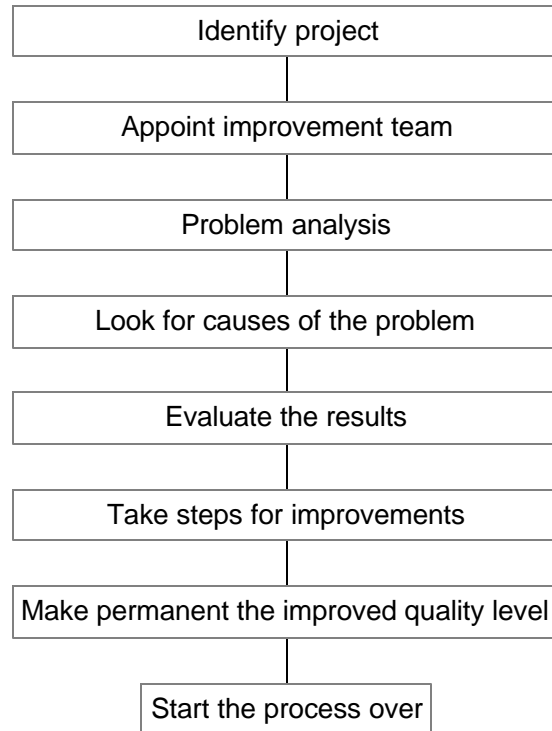 Identify project
Appoint improvement team
Problem analysis
Look for causes of the problem
Evaluate the results
Take steps for improvements
Make permanent the improved quality level
Start the process over